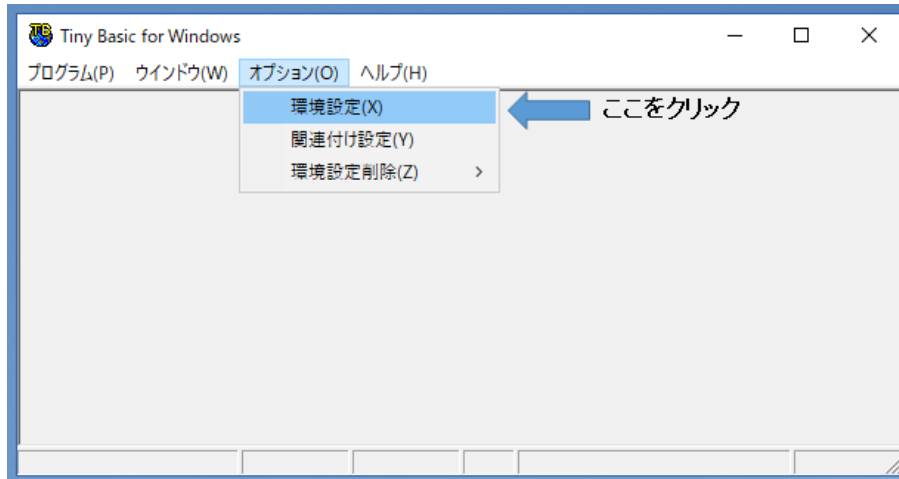 Tiny Basic for Windows
プログラム(P) ウインドウ(W) オプション(O) ヘルプ(H)
環境設定(X) ここをクリック
関連付け設定(Y)
環境設定削除(Z)